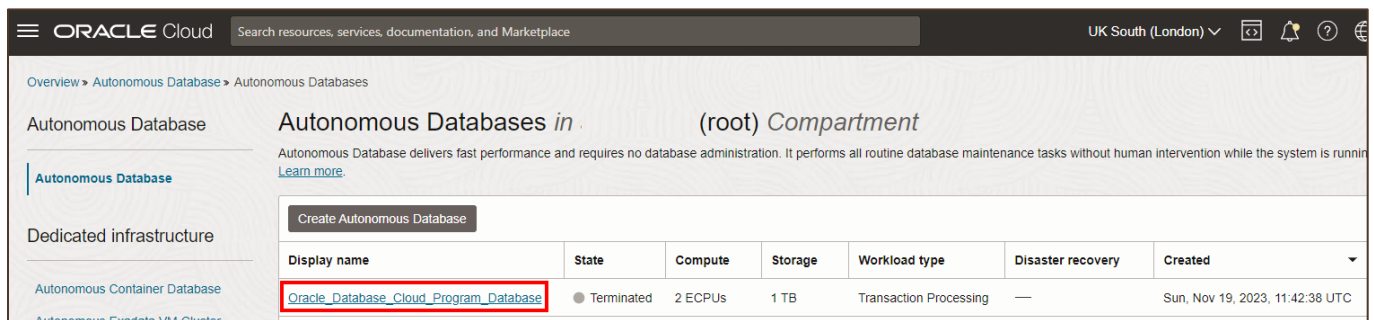 ORACLE Cloud
Search resources, services, documentation, and Marketplace
UK South (London)
Overview » Autonomous Database » Autonomous Databases
Autonomous Database
Autonomous Database
Dedicated infrastructure
Autonomous Container Database
Autonomous Exadata VM Cluster
Autonomous Databases in (root) Compartment
Autonomous Database delivers fast performance and requires no database administration. It performs all routine database maintenance tasks without human intervention while the system is runnin
Learn more.
Create Autonomous Database
Display name State Compute Storage Workload type Disaster recovery Created
Oracle_Database_Cloud_Program_Database Terminated 2 ECPUs 1 TB Transaction Processing — Sun, Nov 19, 2023, 11:42:38 UTC